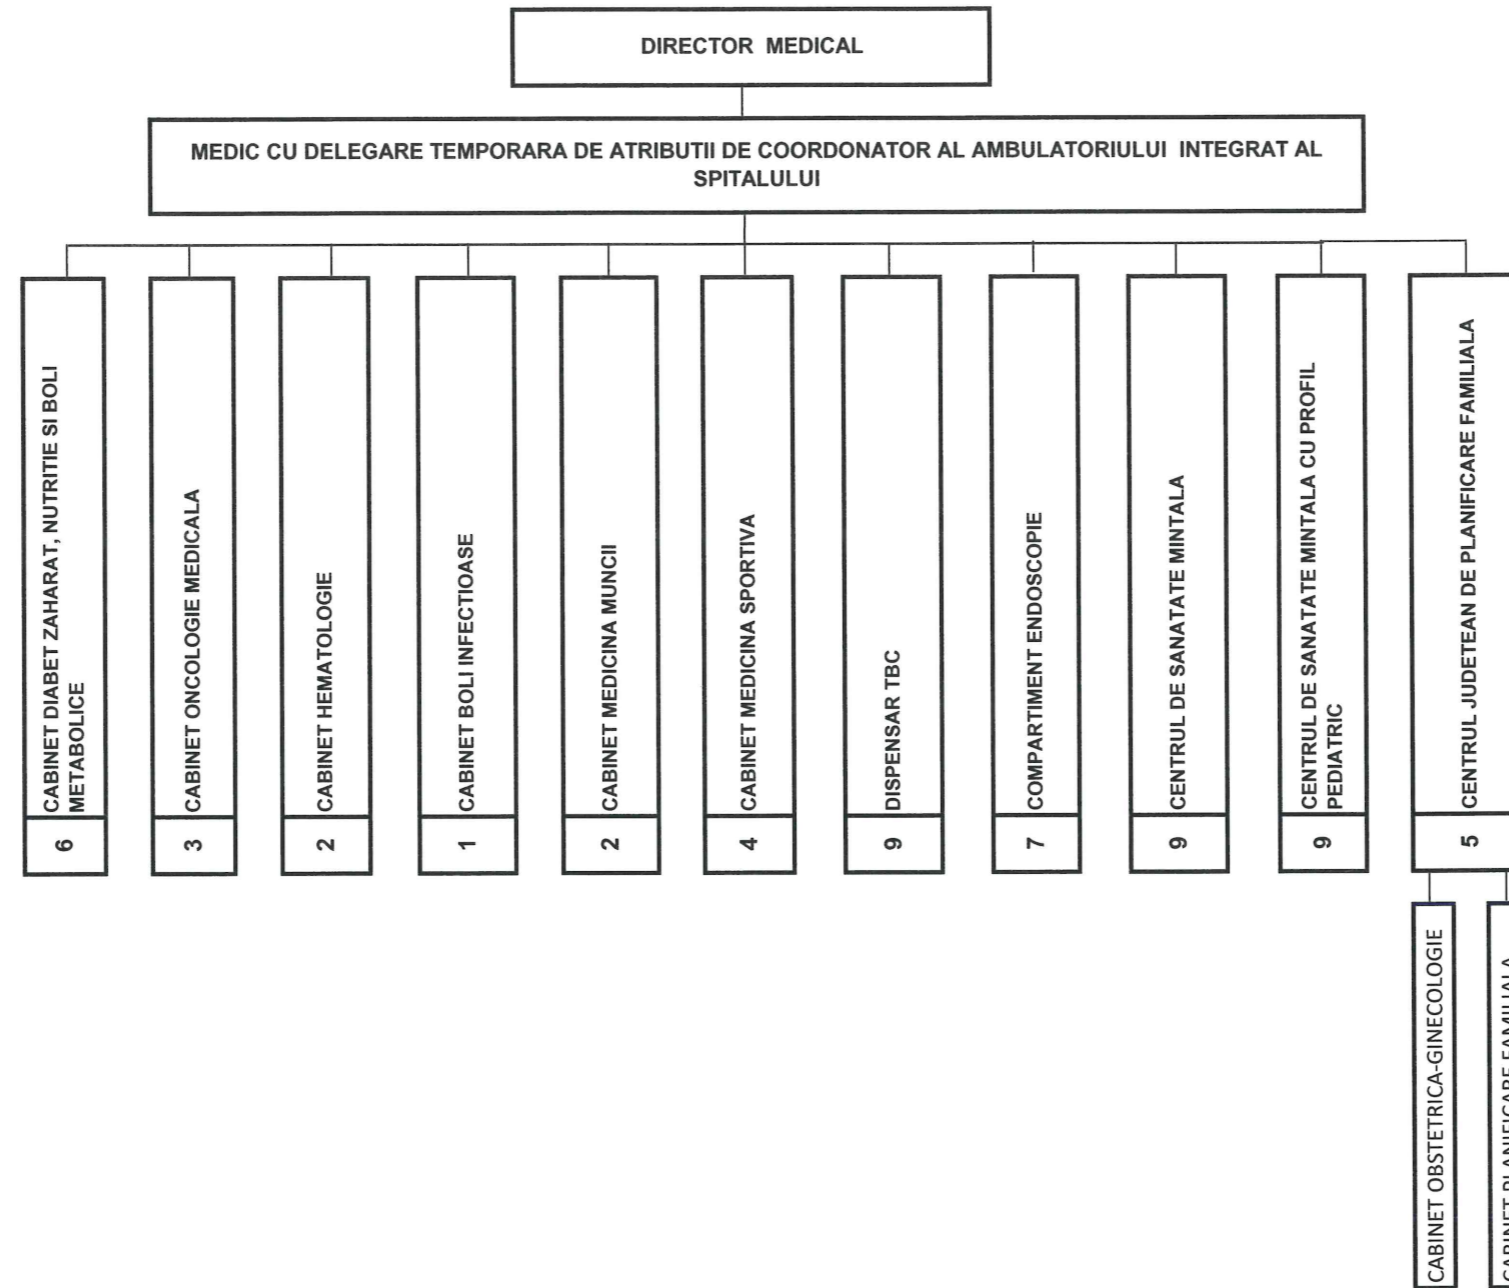 DIRECTOR MEDICAL
MEDIC CU DELEGARE TEMPORARA DE ATRIBUTII DE COORDONATOR AL AMBULATORIULUI INTEGRAT AL
SPITALULUI
CABINET DIABET ZAHARAT, NUTRITIE SI BOLI
METABOLICE
6
CABINET ONCOLOGIE MEDICALA
3
CABINET HEMATOLOGIE
2
CABINET BOLI INFECTIOASE
1
CABINET MEDICINA MUNCII
2
CABINET MEDICINA SPORTIVA
4
DISPENSAR TBC
9
COMPARTIMENT ENDOSCOPIE
7
CENTRUL DE SANATATE MINTALA
9
CENTRUL DE SANATATE MINTALA CU PROFIL
PEDIATRIC
9
CENTRUL JUDETEAN DE PLANIFICARE FAMILIALA
5
CABINET OBSTETRICA-GINECOLOGIE
CABINET PLANIFICARE FAMILIALA